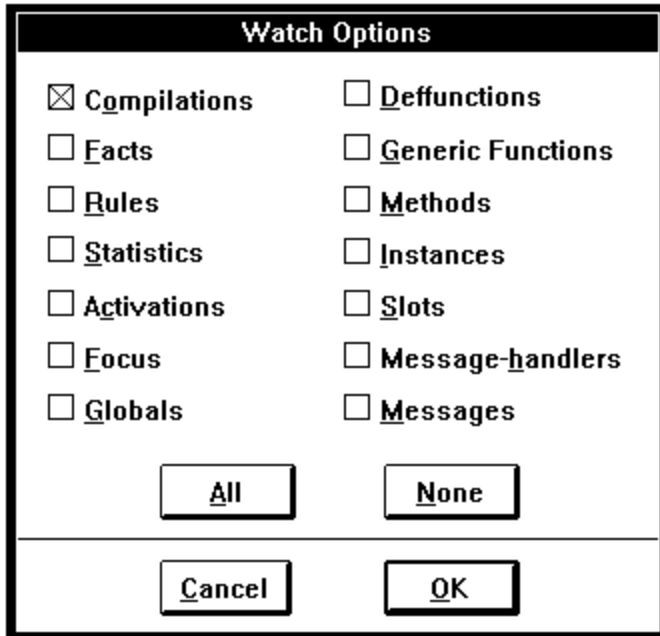 Watch Options
Compilations
Facts
Rules
Statistics
Activations
Focus
Globals
Deffunctions
Generic Functions
Methods
Instances
Slots
Message-handlers
Messages
All
None
Cancel
OK